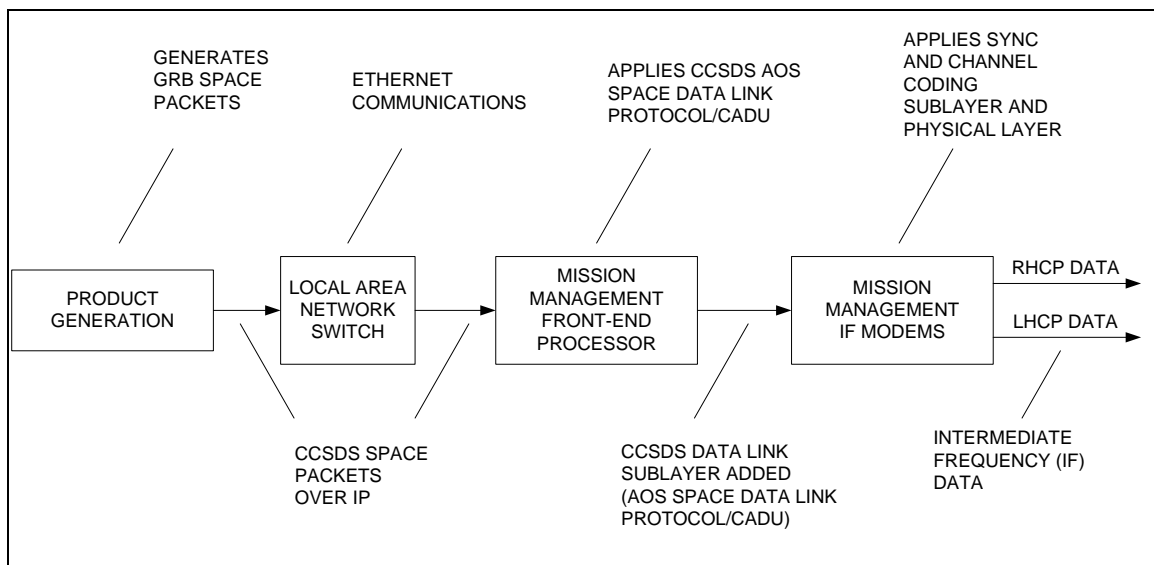 GENERATES
GRB SPACE
PACKETS
ETHERNET
COMMUNICATIONS
APPLIES CCSDS AOS
SPACE DATA LINK
PROTOCOL/CADU
APPLIES SYNC
AND CHANNEL
CODING
SUBLAYER AND
PHYSICAL LAYER
PRODUCT
GENERATION
LOCAL AREA
NETWORK
SWITCH
MISSION
MANAGEMENT
FRONT-END
PROCESSOR
MISSION
MANAGEMENT
IF MODEMS
RHCP DATA
LHCP DATA
CCSDS SPACE
PACKETS
OVER IP
CCSDS DATA LINK
SUBLAYER ADDED
(AOS SPACE DATA LINK
PROTOCOL/CADU)
INTERMEDIATE
FREQUENCY (IF)
DATA